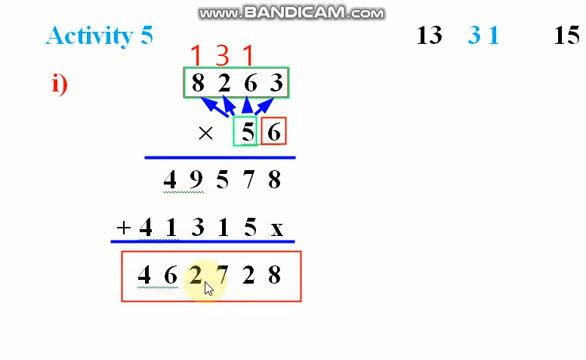 www.BANDICAM.com
Activity 5 13 31 15
1 3 1
i) 8 2 6 3
× 5 6
4 9 5 7 8
+ 4 1 3 1 5 x
4 6 2 7 2 8